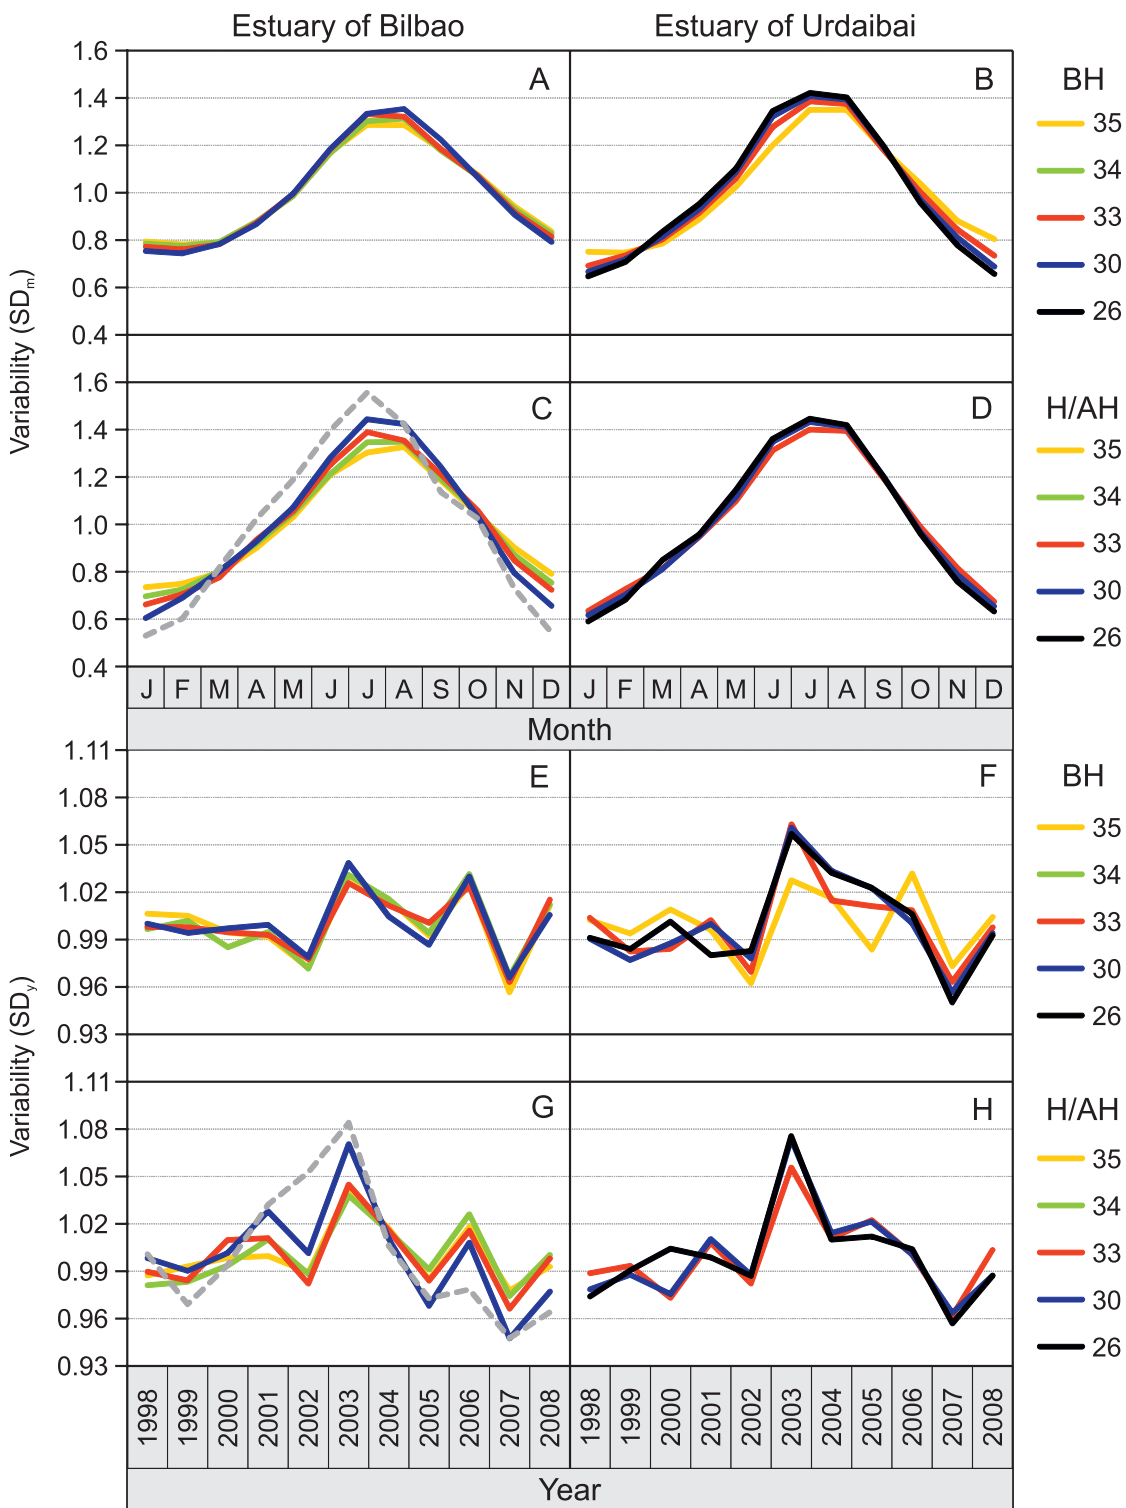 Estuary of Bilbao Estuary of Urdaibai
Variability (SDm)
1.6
1.4
1.2
1.0
0.8
0.6
0.4
A
B
BH
35
34
33
30
26
1.6
1.4
1.2
1.0
0.8
0.6
0.4
C
D
H/AH
35
34
33
30
26
J F M A M J J A S O N D J F M A M J J A S O N D
Month
Variability (SDy)
1.11
1.08
1.05
1.02
0.99
0.96
0.93
E
F
BH
35
34
33
30
26
1.11
1.08
1.05
1.02
0.99
0.96
0.93
G
H
H/AH
35
34
33
30
26
1998 1999 2000 2001 2002 2003 2004 2005 2006 2007 2008 1998 1999 2000 2001 2002 2003 2004 2005 2006 2007 2008
Year